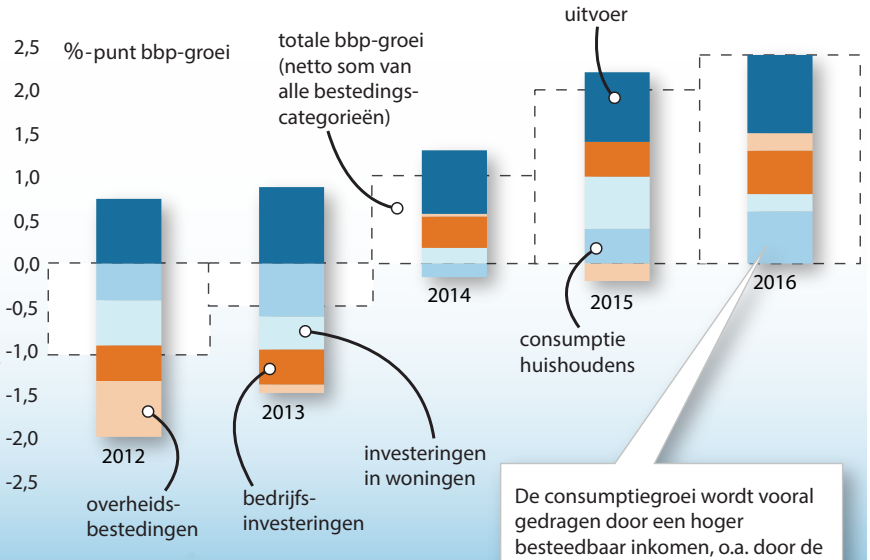 uitvoer
%-punt bbp-groei
totale bbp-groei
(netto som van
alle bestedings-
categorieën)
2,5
2,0
1,5
1,0
0,5
0,0
-0,5
-1,0
-1,5
-2,0
-2,5
2012
2013
2014
2015
2016
consumptie
huishoudens
investeringen
in woningen
bedrijfs-
investeringen
overheids-
bestedingen
De consumptiegroei wordt vooral
gedragen door een hoger
besteedbaar inkomen, o.a. door de